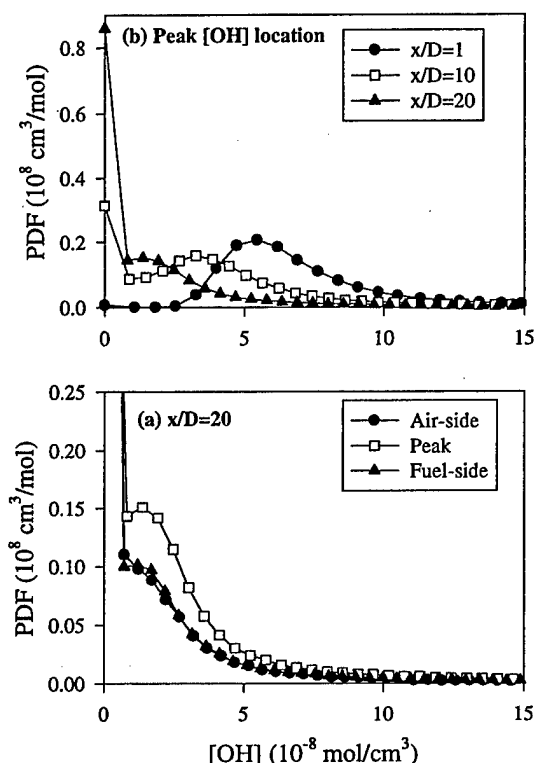 (b) Peak [OH] location
x/D=1
x/D=10
x/D=20
PDF (10⁸ cm³/mol)
0.8
0.6
0.4
0.2
0.0
0 5 10 15
(a) x/D=20
Air-side
Peak
Fuel-side
PDF (10⁸ cm³/mol)
0.25
0.20
0.15
0.10
0.05
0.00
0 5 10 15
[OH] (10⁻⁸ mol/cm³)